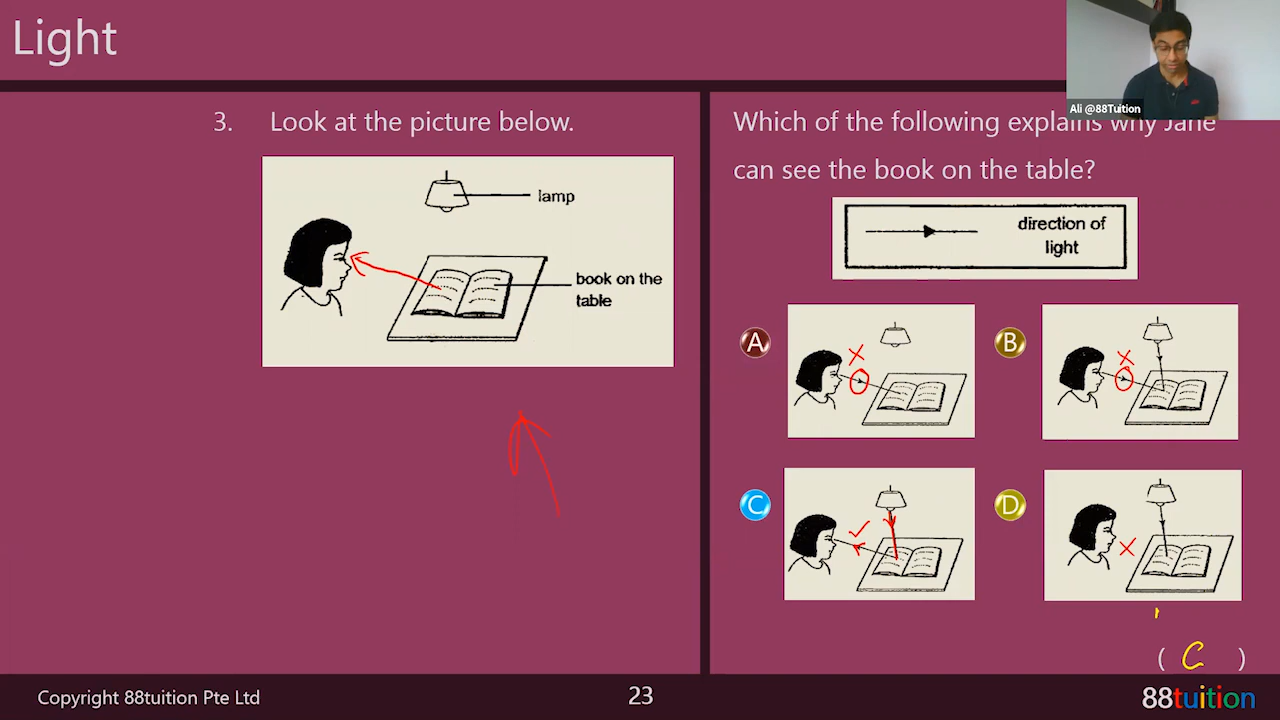 Light
Ali @88Tuition
3. Look at the picture below.
lamp
book on the
table
Which of the following explains why Jane
can see the book on the table?
direction of
light
A
B
C
D
( C )
Copyright 88tuition Pte Ltd
23
88tuition